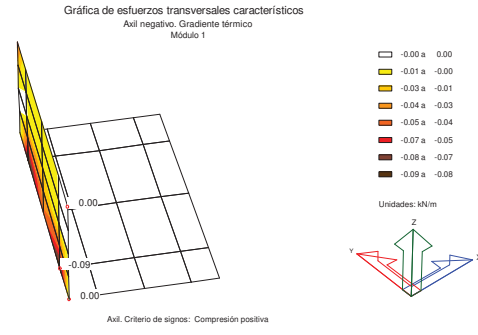 Gráfica de esfuerzos transversales característicos
Axil negativo. Gradiente térmico
Módulo 1
-0.00 a 0.00
-0.01 a -0.00
-0.03 a -0.01
-0.04 a -0.03
-0.05 a -0.04
-0.07 a -0.05
-0.08 a -0.07
-0.09 a -0.08
Unidades: kN/m
0.00
Z
Y
X
-0.09
0.00
Axil. Criterio de signos: Compresión positiva